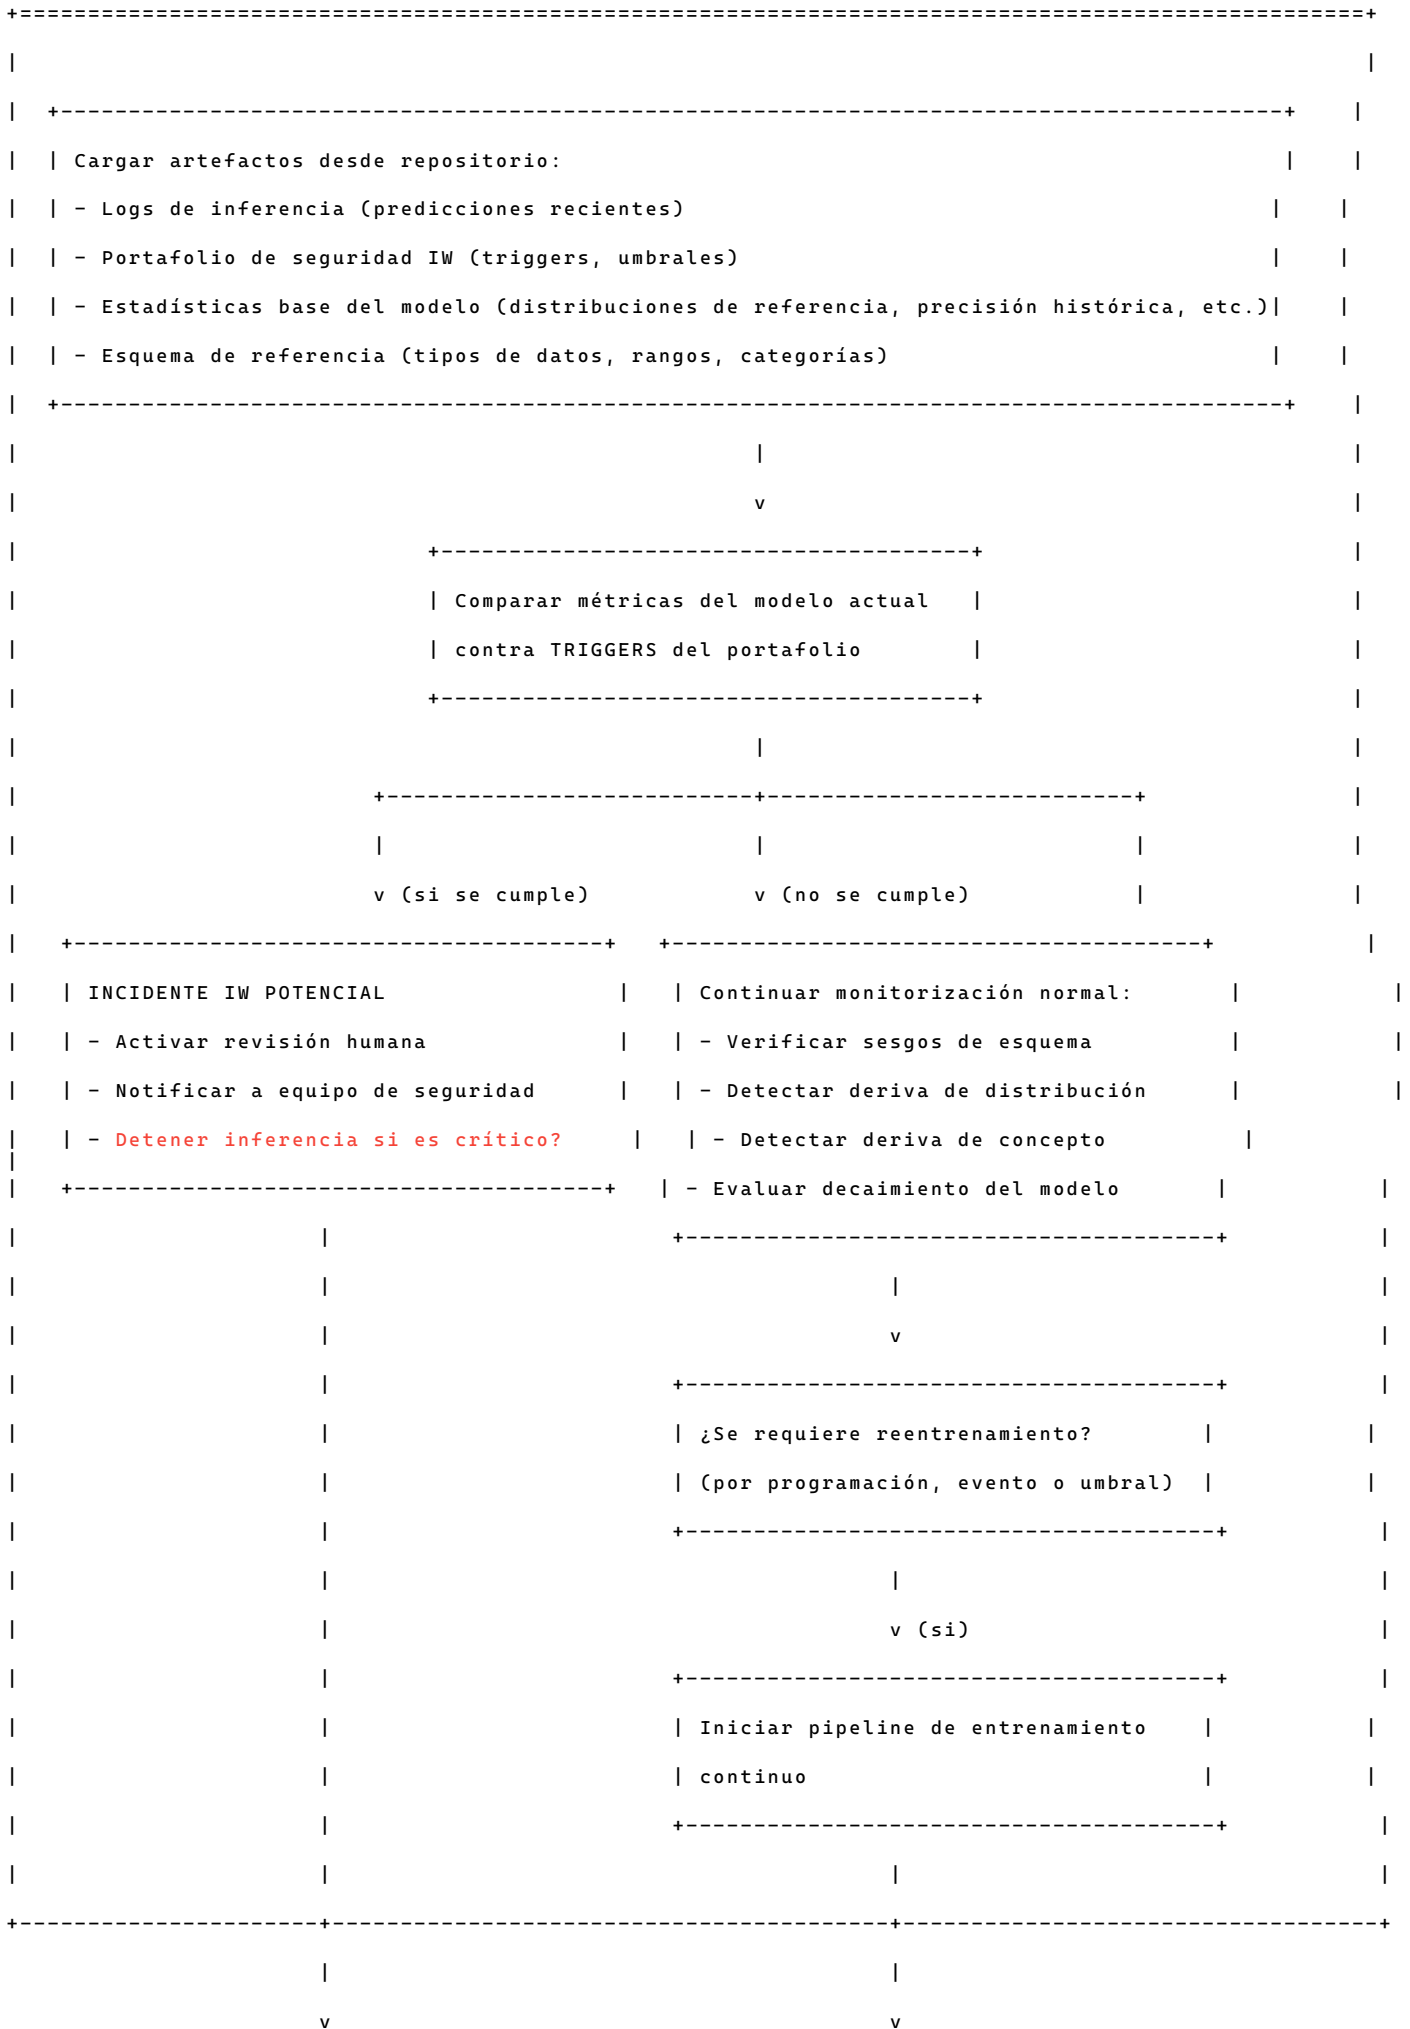 +===================================================================================================+
| |
| +------------------------------------------------------------------------------------------+ |
| | Cargar artefactos desde repositorio: | |
| | - Logs de inferencia (predicciones recientes) | |
| | - Portafolio de seguridad IW (triggers, umbrales) | |
| | - Estadísticas base del modelo (distribuciones de referencia, precisión histórica, etc.)| |
| | - Esquema de referencia (tipos de datos, rangos, categorías) | |
| +------------------------------------------------------------------------------------------+ |
| | |
| v |
| +---------------------------------------+ |
| | Comparar métricas del modelo actual | |
| | contra TRIGGERS del portafolio | |
| +---------------------------------------+ |
| | |
| +---------------------------+---------------------------+ |
| | | | |
| v (si se cumple) v (no se cumple) | |
| +---------------------------------------+ +---------------------------------------+ |
| | INCIDENTE IW POTENCIAL | | Continuar monitorización normal: | |
| | - Activar revisión humana | | - Verificar sesgos de esquema | |
| | - Notificar a equipo de seguridad | | - Detectar deriva de distribución | |
| | - Detener inferencia si es crítico? | | - Detectar deriva de concepto |
|
| +---------------------------------------+ | - Evaluar decaimiento del modelo | |
| | +---------------------------------------+ |
| | | |
| | v |
| | +---------------------------------------+ |
| | | ¿Se requiere reentrenamiento? | |
| | | (por programación, evento o umbral) | |
| | +---------------------------------------+ |
| | | |
| | v (si) |
| | +---------------------------------------+ |
| | | Iniciar pipeline de entrenamiento | |
| | | continuo | |
| | +---------------------------------------+ |
| | | |
+----------------------+-----------------------------------------+-----------------------------------+
| |
v v